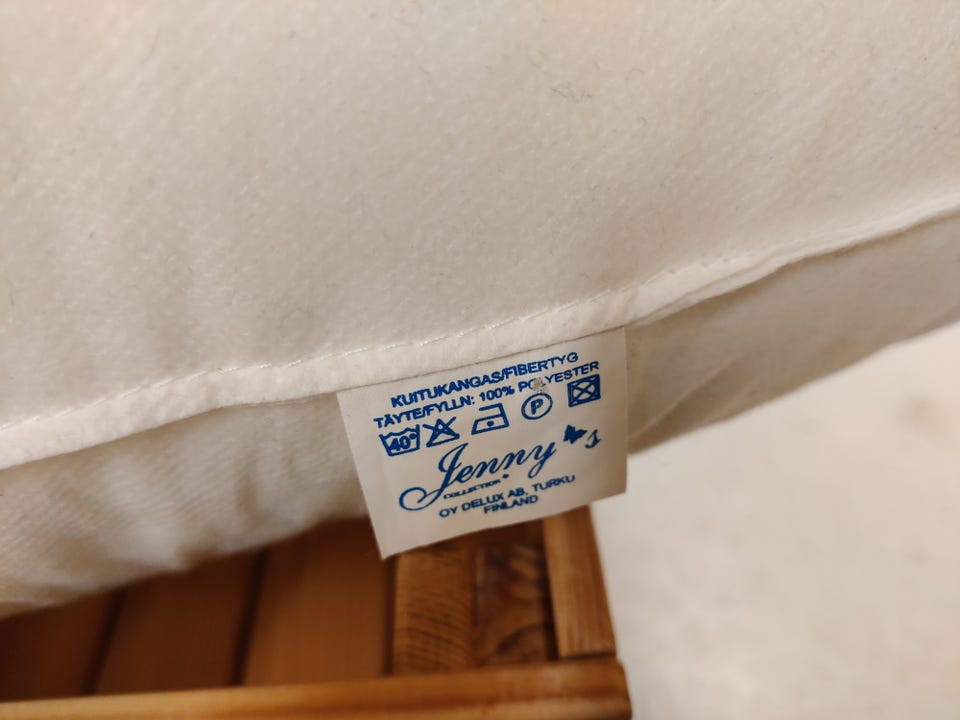 KUITUKANGAS/FIBERTYG
TÄYTE/FYLLN: 100% POLYESTER
40° P
Jenny's
COLLECTION
OY DELUX AB, TURKU
FINLAND